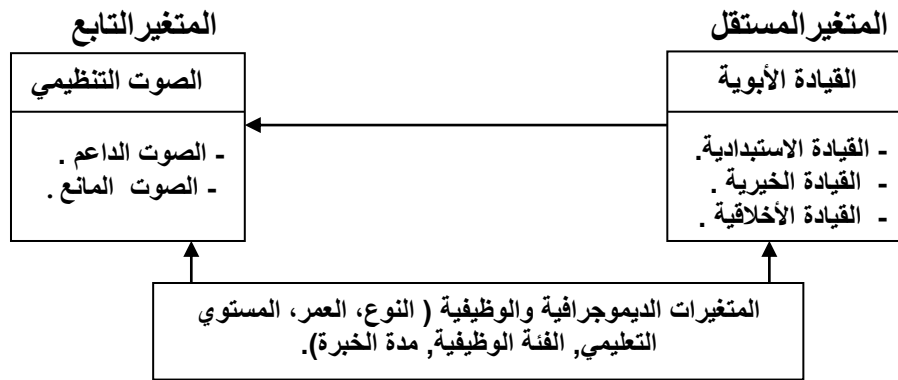 المتغير المستقل
القيادة الأبوية
- القيادة الاستبدادية.
- القيادة الخيرية .
- القيادة الأخلاقية .
المتغير التابع
الصوت التنظيمي
- الصوت الداعم .
- الصوت المانع .
المتغيرات الديموجرافية والوظيفية ( النوع، العمر، المستوي
التعليمي, الفئة الوظيفية, مدة الخبرة).